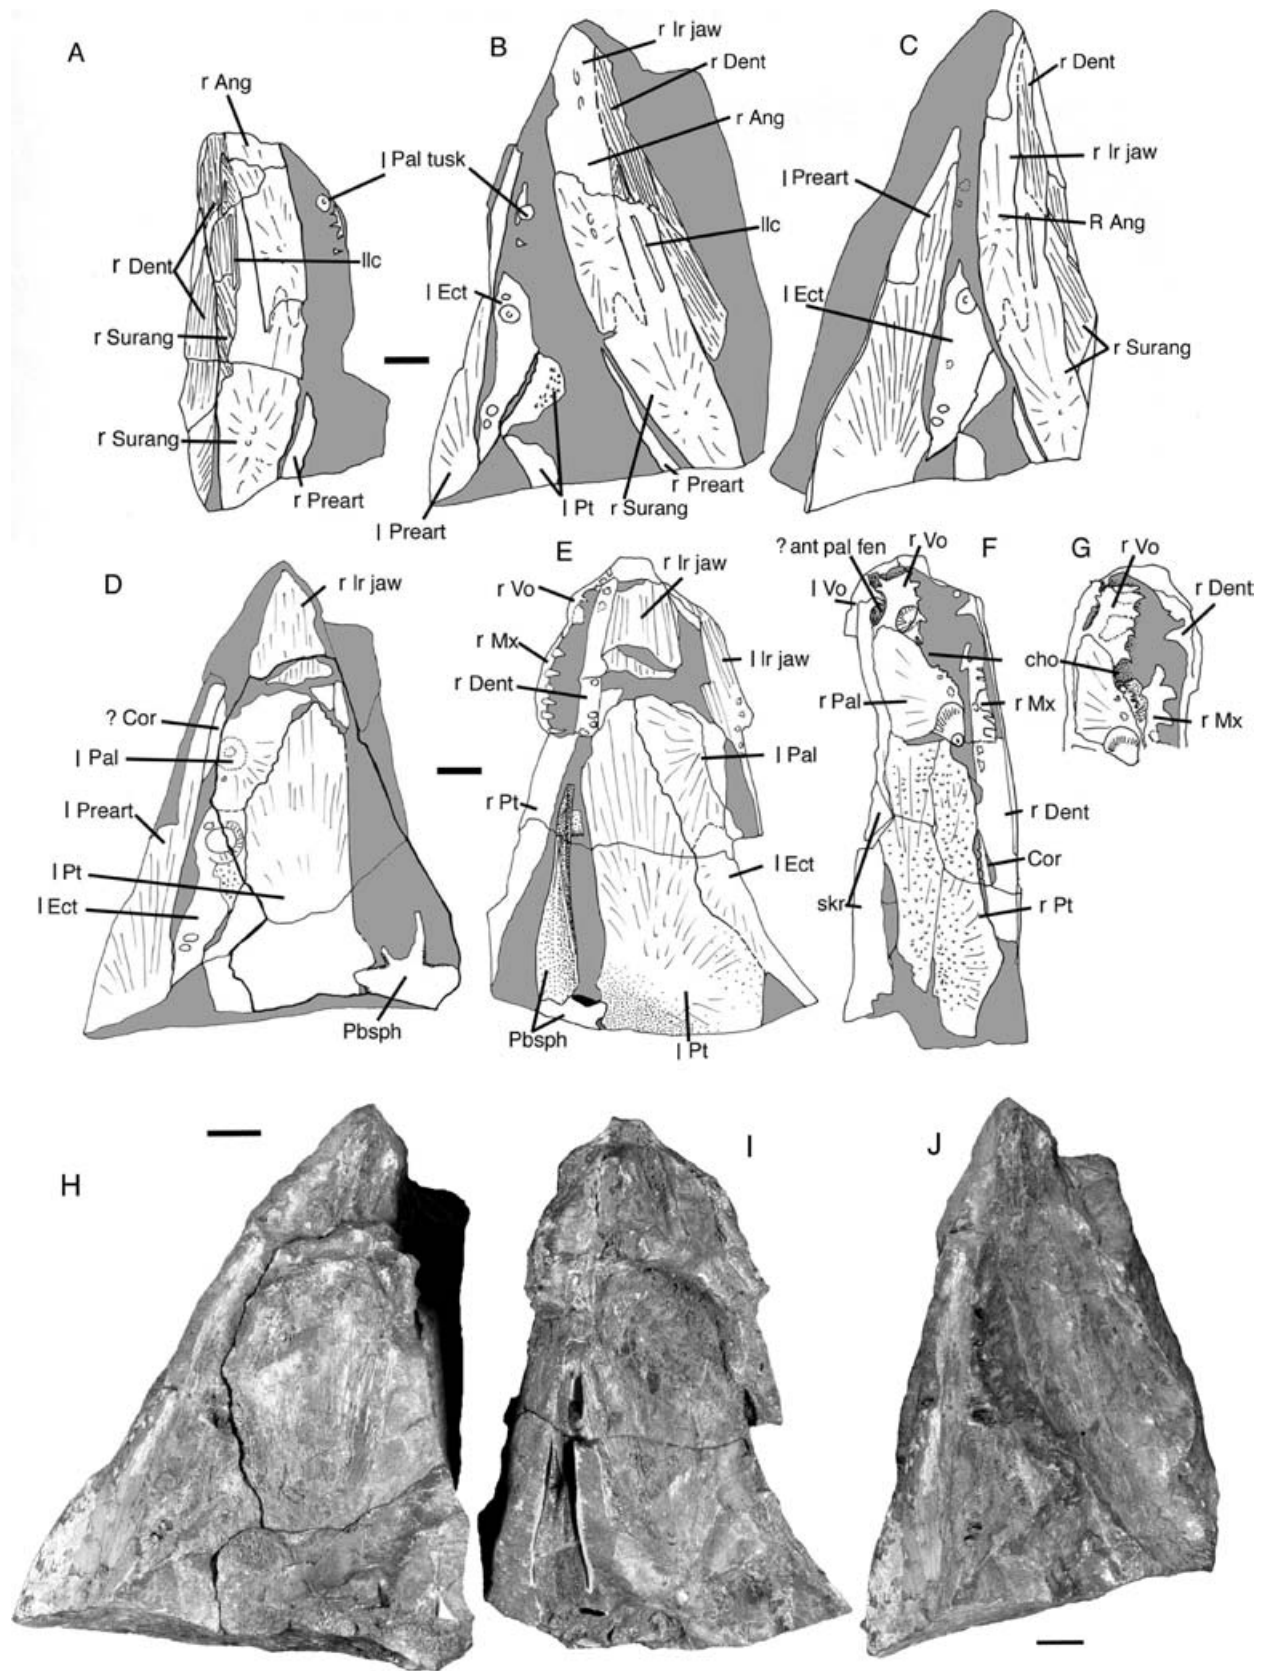 A
r Ang
l Pal tusk
r Dent
llc
r Surang
r Surang
r Preart
B
r lr jaw
r Dent
r Ang
llc
l Ect
l Preart
l Pt
r Surang
r Preart
C
r Dent
r lr jaw
l Preart
R Ang
l Ect
r Surang
D
r lr jaw
? Cor
l Pal
l Preart
l Pt
l Ect
Pbsph
E
r lr jaw
r Vo
r Mx
r Dent
l lr jaw
l Pal
r Pt
l Ect
Pbsph
l Pt
F
? ant pal fen
r Vo
l Vo
cho
r Pal
r Mx
r Dent
Cor
skr
r Pt
G
r Vo
r Dent
r Mx
H
I
J